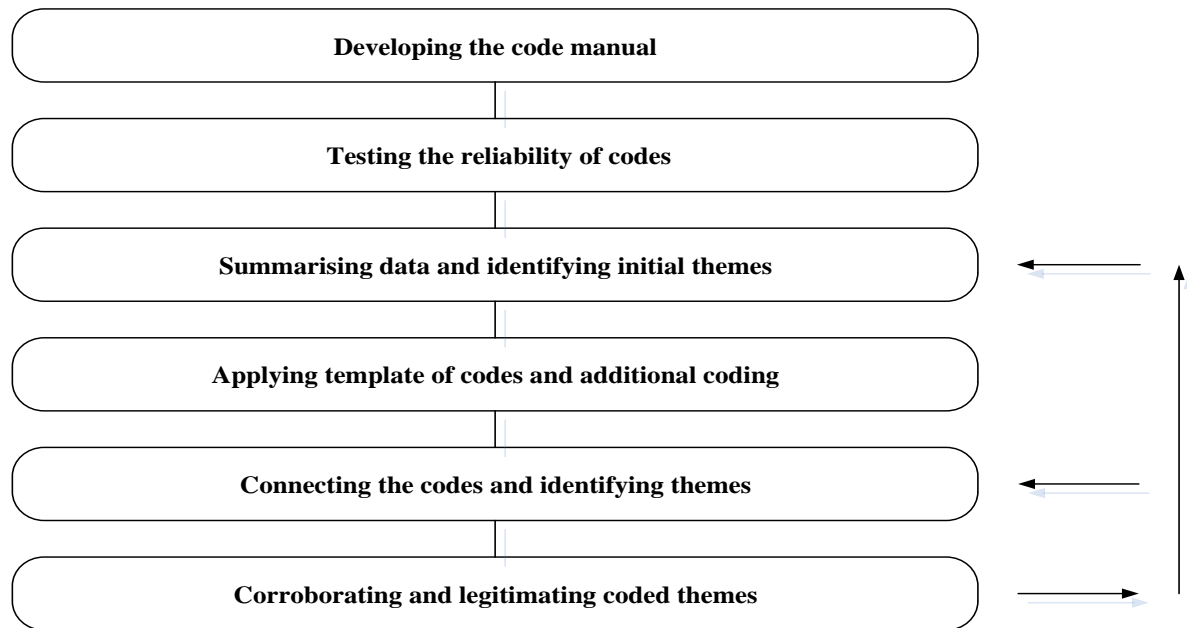 Developing the code manual
Testing the reliability of codes
Summarising data and identifying initial themes
Applying template of codes and additional coding
Connecting the codes and identifying themes
Corroborating and legitimating coded themes